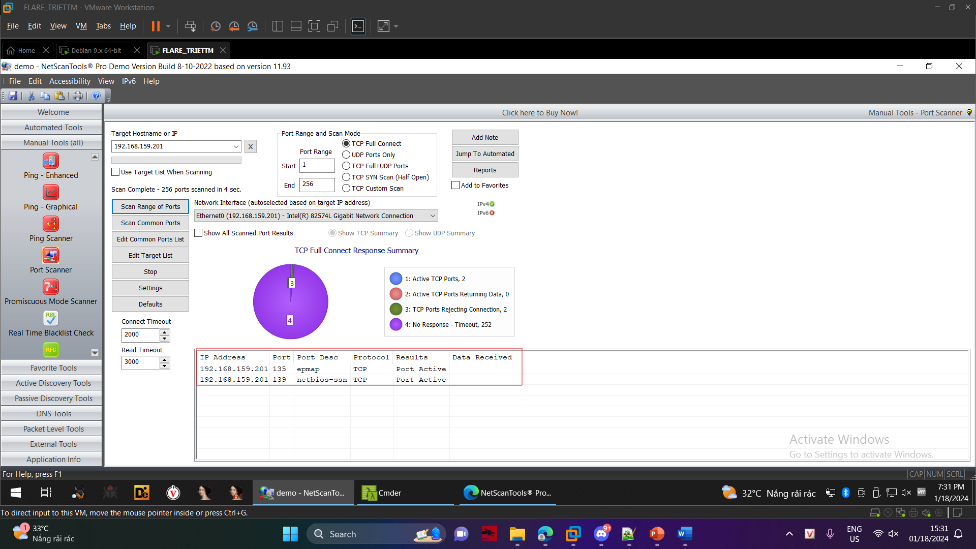 FLARE_TRIETTM - VMware Workstation
File Edit View VM Tabs Help
Home Debian 9.x 64-bit FLARE_TRIETTM
demo - NetScanTools® Pro Demo Version Build 8-10-2022 based on version 11.93
File Edit Accessibility View IPv6 Help
Welcome
Automated Tools
Manual Tools (all)
Ping - Enhanced
Ping - Graphical
Ping Scanner
Port Scanner
Promiscuous Mode Scanner
Real Time Blacklist Check
Favorite Tools
Active Discovery Tools
Passive Discovery Tools
DNS Tools
Packet Level Tools
External Tools
Application Info
Click here to Buy Now!
Manual Tools - Port Scanner
Target Hostname or IP
192.168.159.201
X
Use Target List When Scanning
Scan Complete - 256 ports scanned in 4 sec.
Port Range and Scan Mode
Port Range
Start 1
End 256
TCP Full Connect
UDP Ports Only
TCP Full/UDP Ports
TCP SYN Scan (Half Open)
TCP Custom Scan
Add Note
Jump To Automated
Reports
Add to Favorites
IPv4
IPv6
Scan Range of Ports
Scan Common Ports
Edit Common Ports List
Edit Target List
Stop
Settings
Defaults
Connect Timeout
2000
Read Timeout
3000
Network Interface (autoselected based on target IP address)
Ethernet0 (192.168.159.201) - Intel(R) 82574L Gigabit Network Connection
Show All Scanned Port Results
Show TCP Summary
Show UDP Summary
TCP Full Connect Response Summary
3
4
1: Active TCP Ports, 2
2: Active TCP Ports Returning Data, 0
3: TCP Ports Rejecting Connection, 2
4: No Response - Timeout, 252
IP Address Port Port Desc Protocol Results Data Received
192.168.159.201 135 epmap TCP Port Active
192.168.159.201 139 netbios-ssn TCP Port Active
Activate Windows
Go to Settings to activate Windows.
For Help, press F1
CAP NUM SCRL
demo - NetScanTo...
Cmder
NetScanTools® Pro...
32°C Nắng rải rác
7:31 PM
1/18/2024
To direct input to this VM, move the mouse pointer inside or press Ctrl+G.
33°C
Nắng rải rác
Search
ENG
US
15:31
01/18/2024